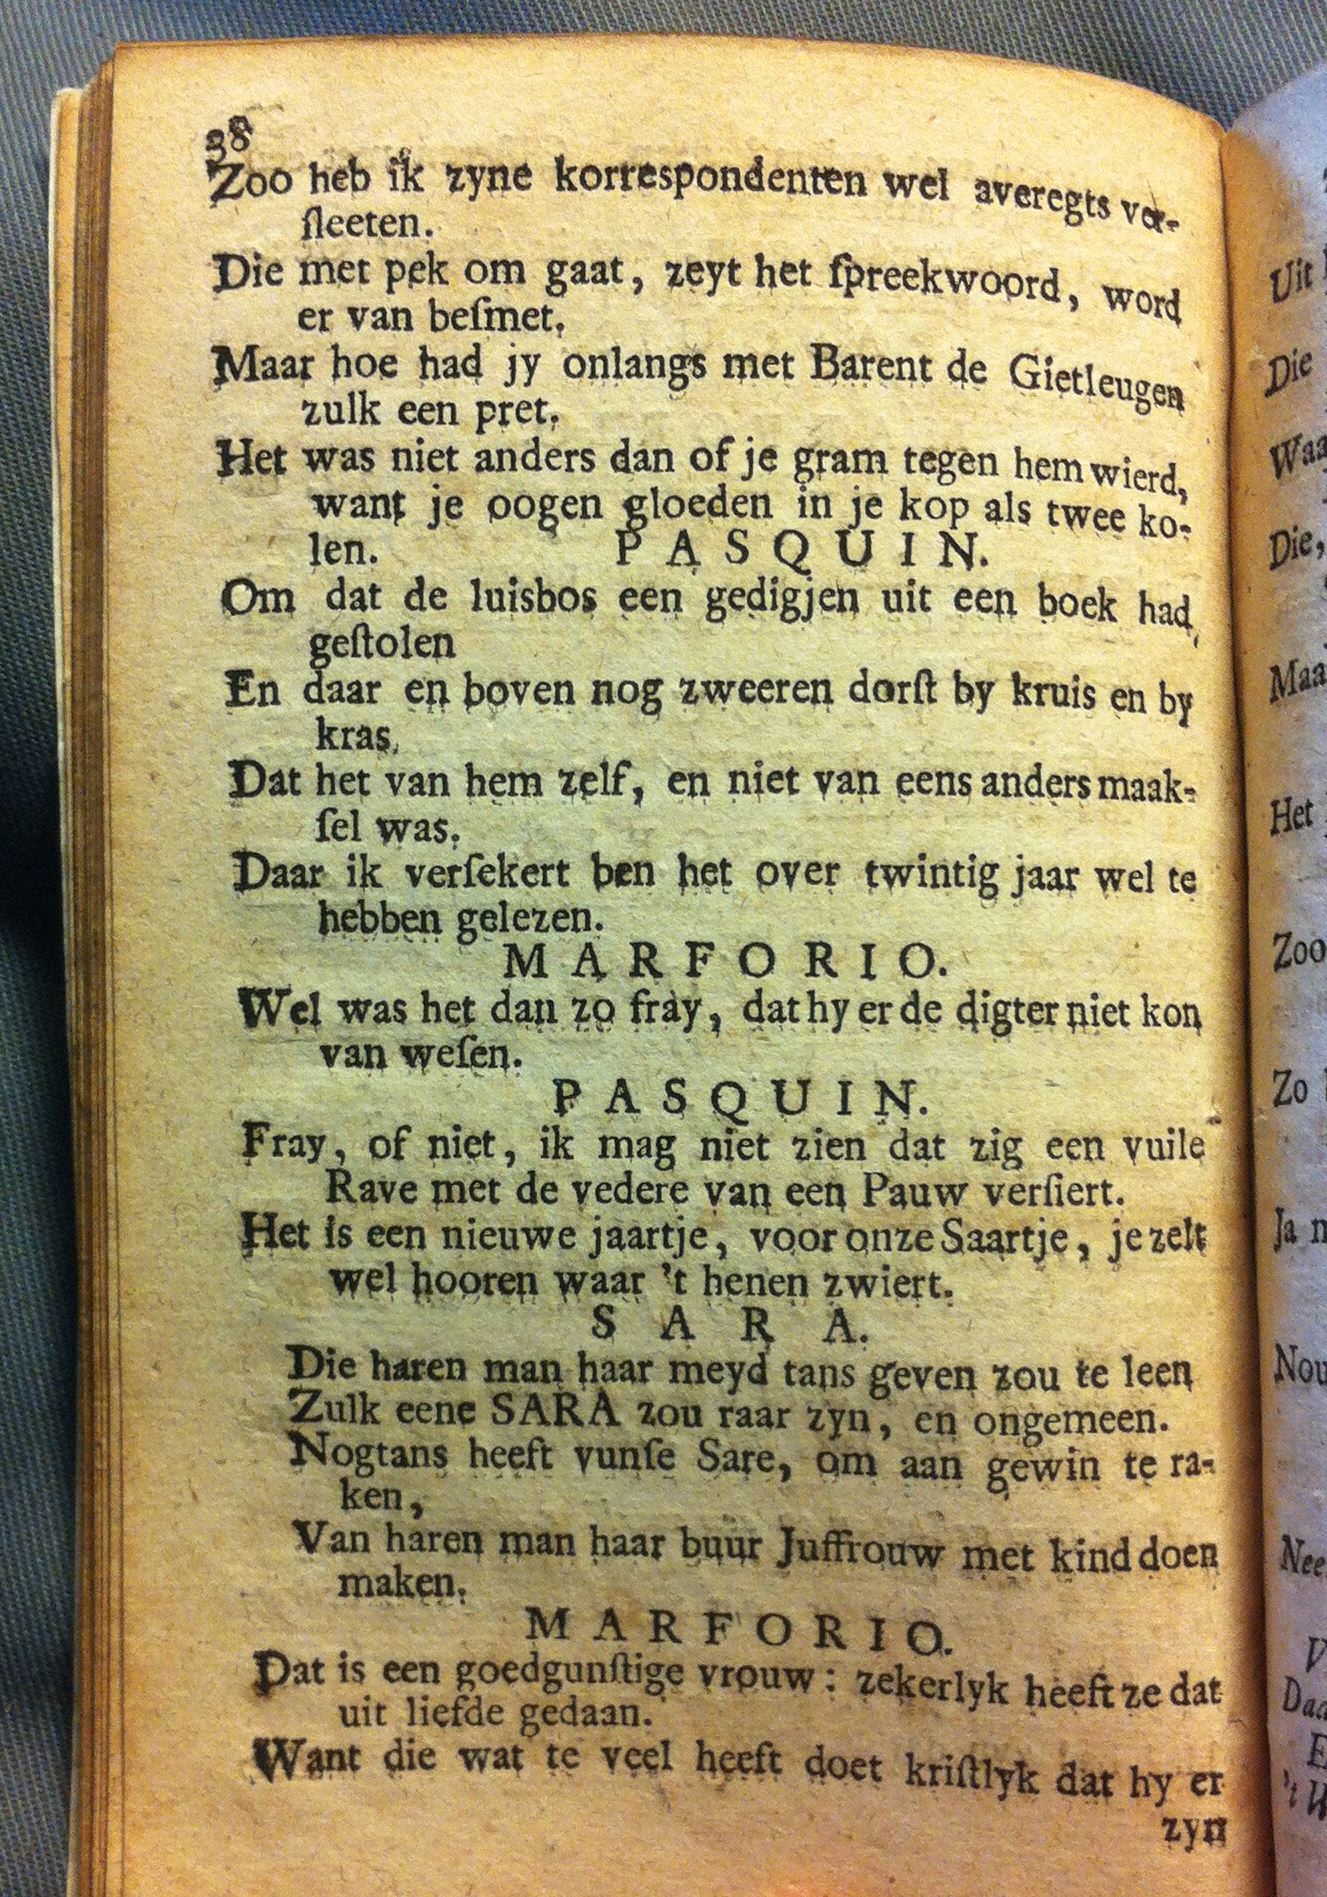 38
Zoo heb ik zyne korrespondenten wel averegts ver-
ſleeten.
Die met pek om gaat, zeyt het ſpreekwoord, word
er van beſmet.
Maar hoe had jy onlangs met Barent de Gietleugen
zulk een pret.
Het was niet anders dan of je gram tegen hem wierd,
want je oogen gloeden in je kop als twee ko-
len. PASQUIN.
Om dat de luisbos een gedigjen uit een boek had
geſtolen
En daar en boven nog zweeren dorſt by kruis en by
kras,
Dat het van hem zelf, en niet van eens anders maak-
ſel was.
Daar ik verſekert ben het over twintig jaar wel te
hebben gelezen.
MARFORIO.
Wel was het dan zo fray, dat hy er de digter niet kon
van weſen.
PASQUIN.
Fray, of niet, ik mag niet zien dat zig een vuile
Rave met de vedere van een Pauw verſiert.
Het is een nieuwe jaartje, voor onze Saartje, je zelt
wel hooren waar 't henen zwiert.
SARA.
Die haren man haar meyd tans geven zou te leen
Zulk eene SARA zou raar zyn, en ongemeen.
Nogtans heeft vunſe Sare, om aan gewin te ra-
ken,
Van haren man haar buur Juffrouw met kind doen
maken.
MARFORIO.
Dat is een goedgunſtige vrouw: zekerlyk heeft ze dat
uit liefde gedaan.
Want die wat te veel heeft doet kriſtlyk dat hy er
zyn
Uit
Die
Die,
Zoo
Zo
Ja